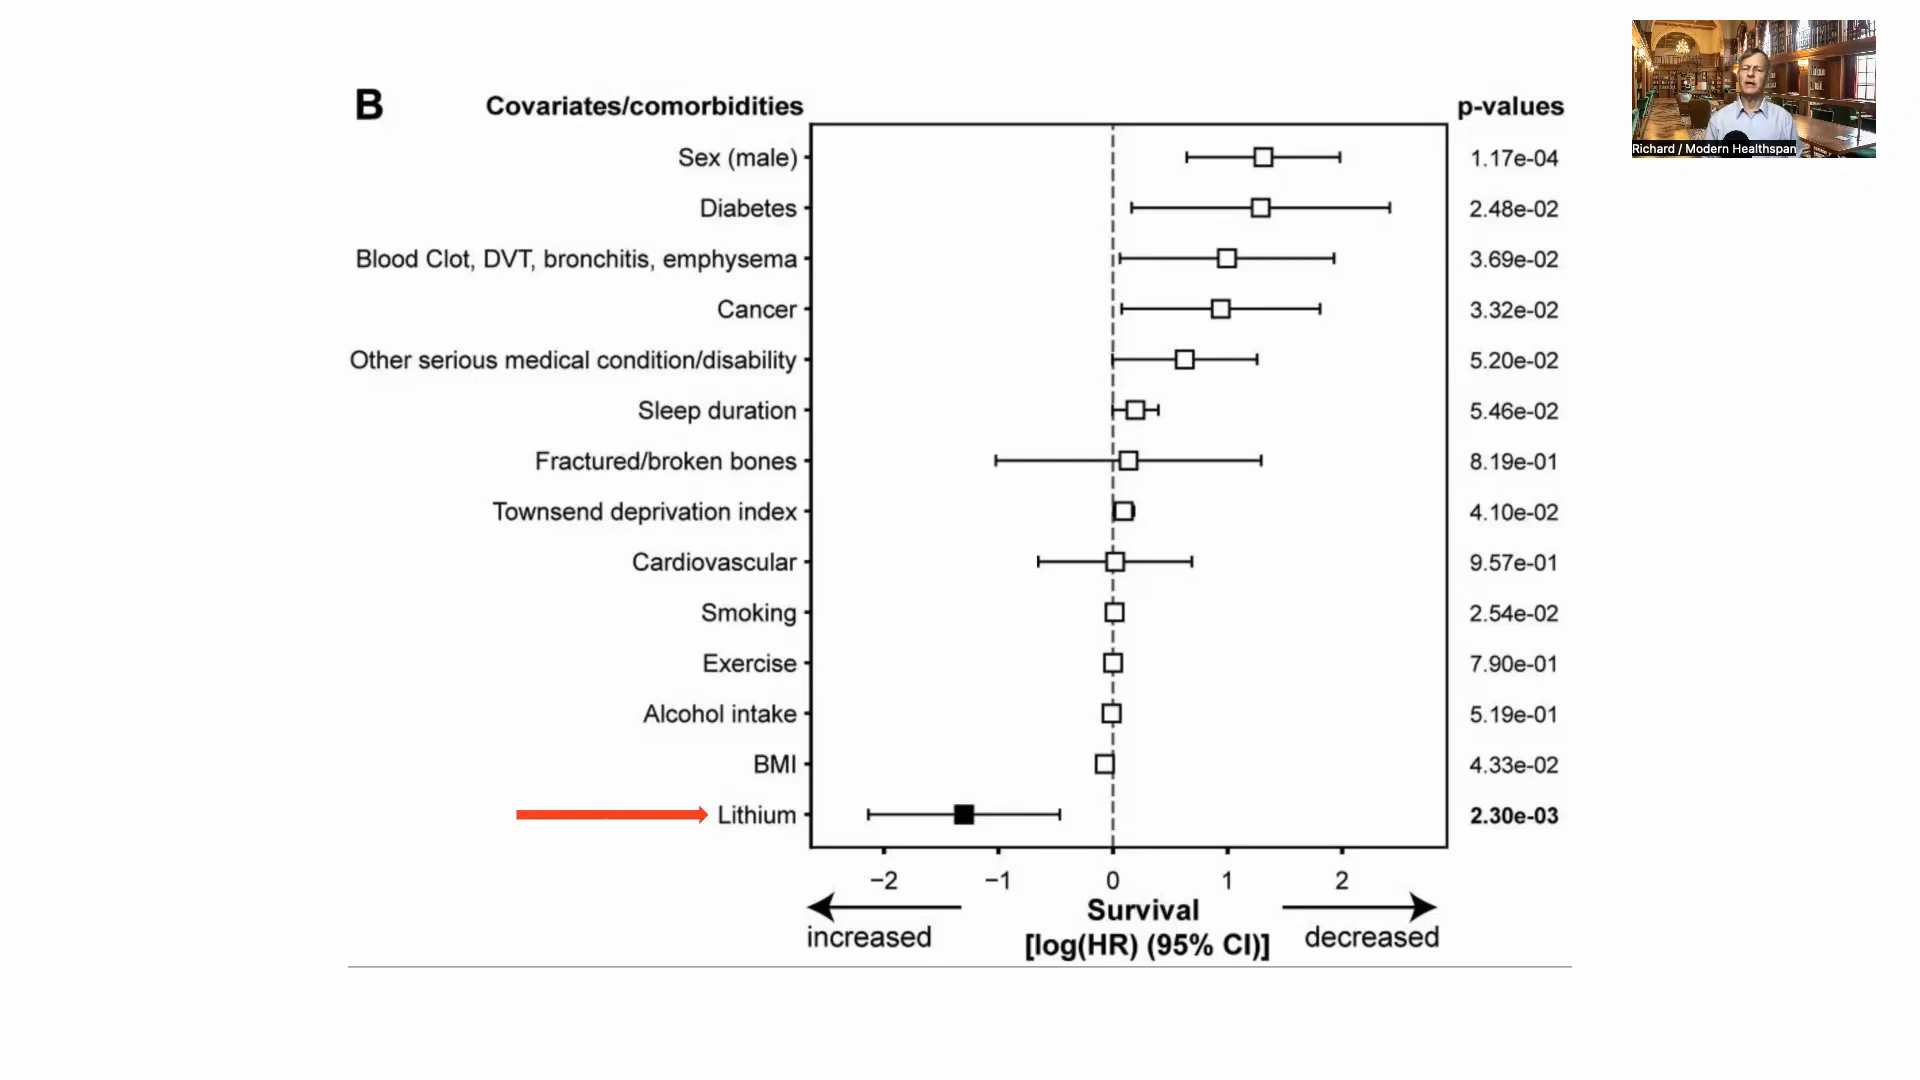 B Covariates/comorbidities p-values
Sex (male) 1.17e-04
Diabetes 2.48e-02
Blood Clot, DVT, bronchitis, emphysema 3.69e-02
Cancer 3.32e-02
Other serious medical condition/disability 5.20e-02
Sleep duration 5.46e-02
Fractured/broken bones 8.19e-01
Townsend deprivation index 4.10e-02
Cardiovascular 9.57e-01
Smoking 2.54e-02
Exercise 7.90e-01
Alcohol intake 5.19e-01
BMI 4.33e-02
Lithium 2.30e-03
−2 −1 0 1 2
Survival
increased [log(HR) (95% CI)] decreased
Richard / Modern Healthspan